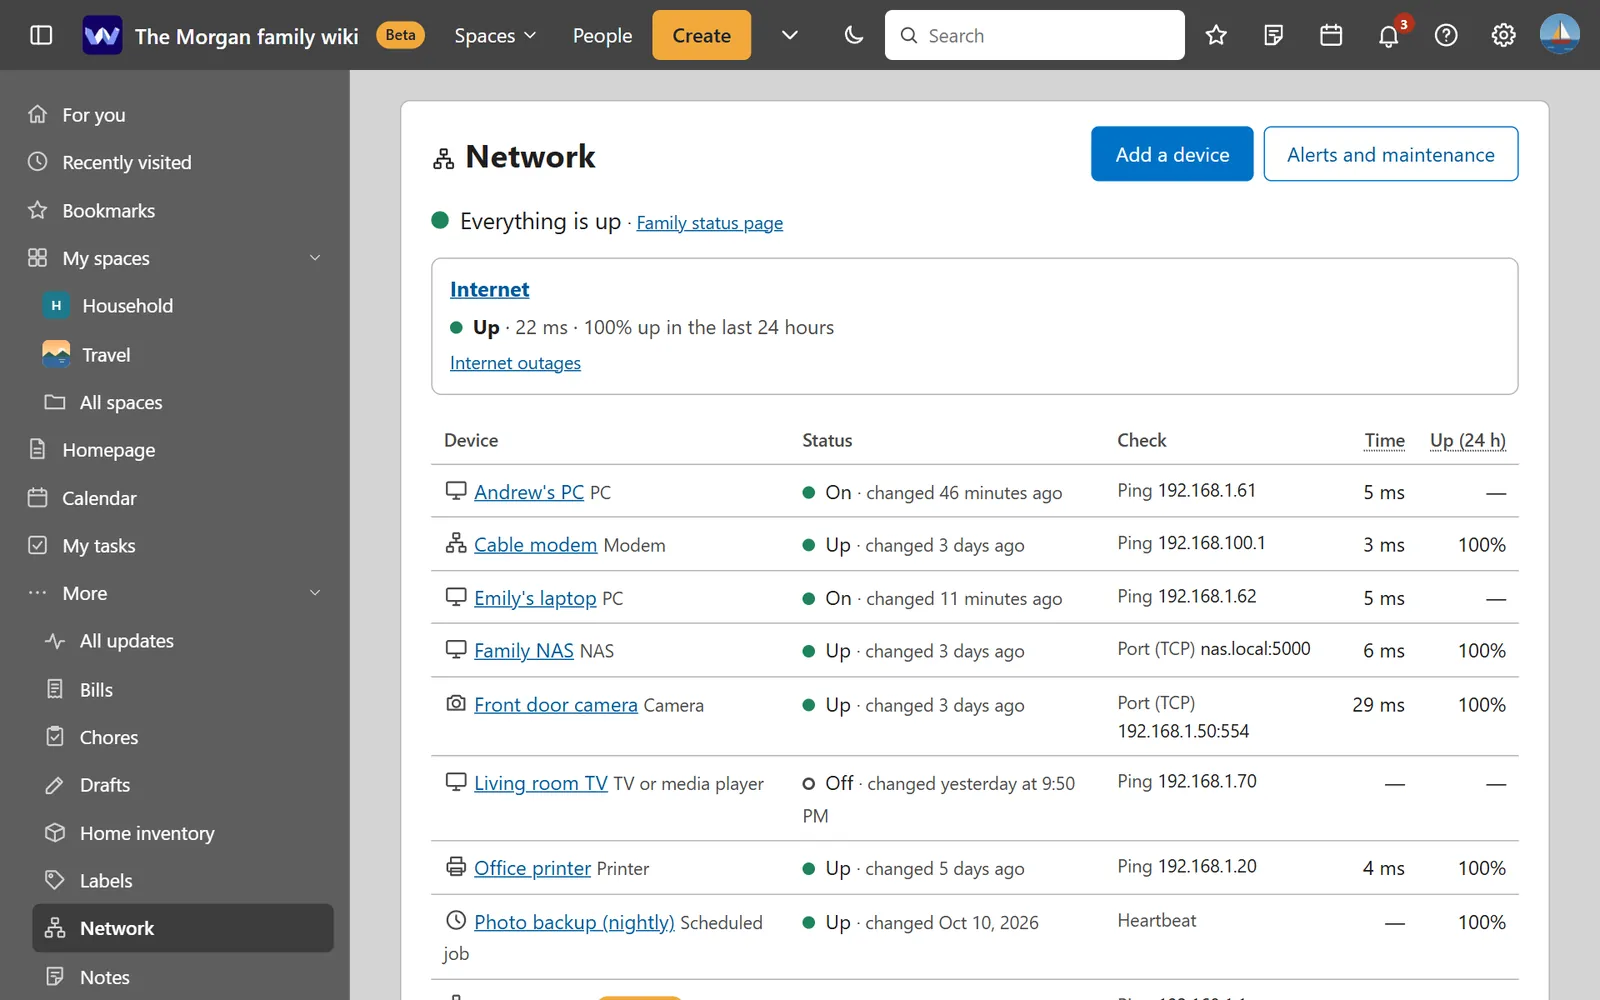 The Morgan family wiki Beta Spaces People Create Search 3
For you
Recently visited
Bookmarks
My spaces
H Household
Travel
All spaces
Homepage
Calendar
My tasks
More
All updates
Bills
Chores
Drafts
Home inventory
Labels
Network
Notes
Network
Add a device Alerts and maintenance
Everything is up · Family status page
Internet
Up · 22 ms · 100% up in the last 24 hours
Internet outages
Device Status Check Time Up (24 h)
Andrew's PC PC On · changed 46 minutes ago Ping 192.168.1.61 5 ms —
Cable modem Modem Up · changed 3 days ago Ping 192.168.100.1 3 ms 100%
Emily's laptop PC On · changed 11 minutes ago Ping 192.168.1.62 5 ms —
Family NAS NAS Up · changed 3 days ago Port (TCP) nas.local:5000 6 ms 100%
Front door camera Camera Up · changed 3 days ago Port (TCP) 29 ms 100%
192.168.1.50:554
Living room TV TV or media player Off · changed yesterday at 9:50 Ping 192.168.1.70 — —
PM
Office printer Printer Up · changed 5 days ago Ping 192.168.1.20 4 ms 100%
Photo backup (nightly) Scheduled Up · changed Oct 10, 2026 Heartbeat — 100%
job